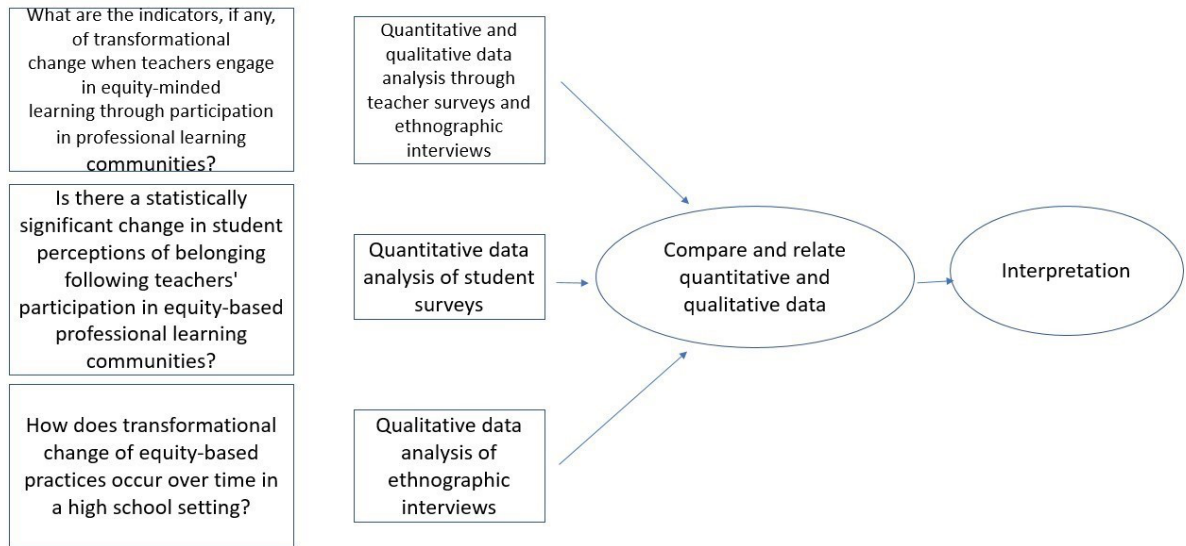 What are the indicators, if any,
of transformational
change when teachers engage
in equity-minded
learning through participation
in professional learning
communities?
Quantitative and
qualitative data
analysis through
teacher surveys and
ethnographic
interviews
Is there a statistically
significant change in student
perceptions of belonging
following teachers'
participation in equity-based
professional learning
communities?
Quantitative data
analysis of student
surveys
Compare and relate
quantitative and
qualitative data
Interpretation
How does transformational
change of equity-based
practices occur over time in
a high school setting?
Qualitative data
analysis of
ethnographic
interviews